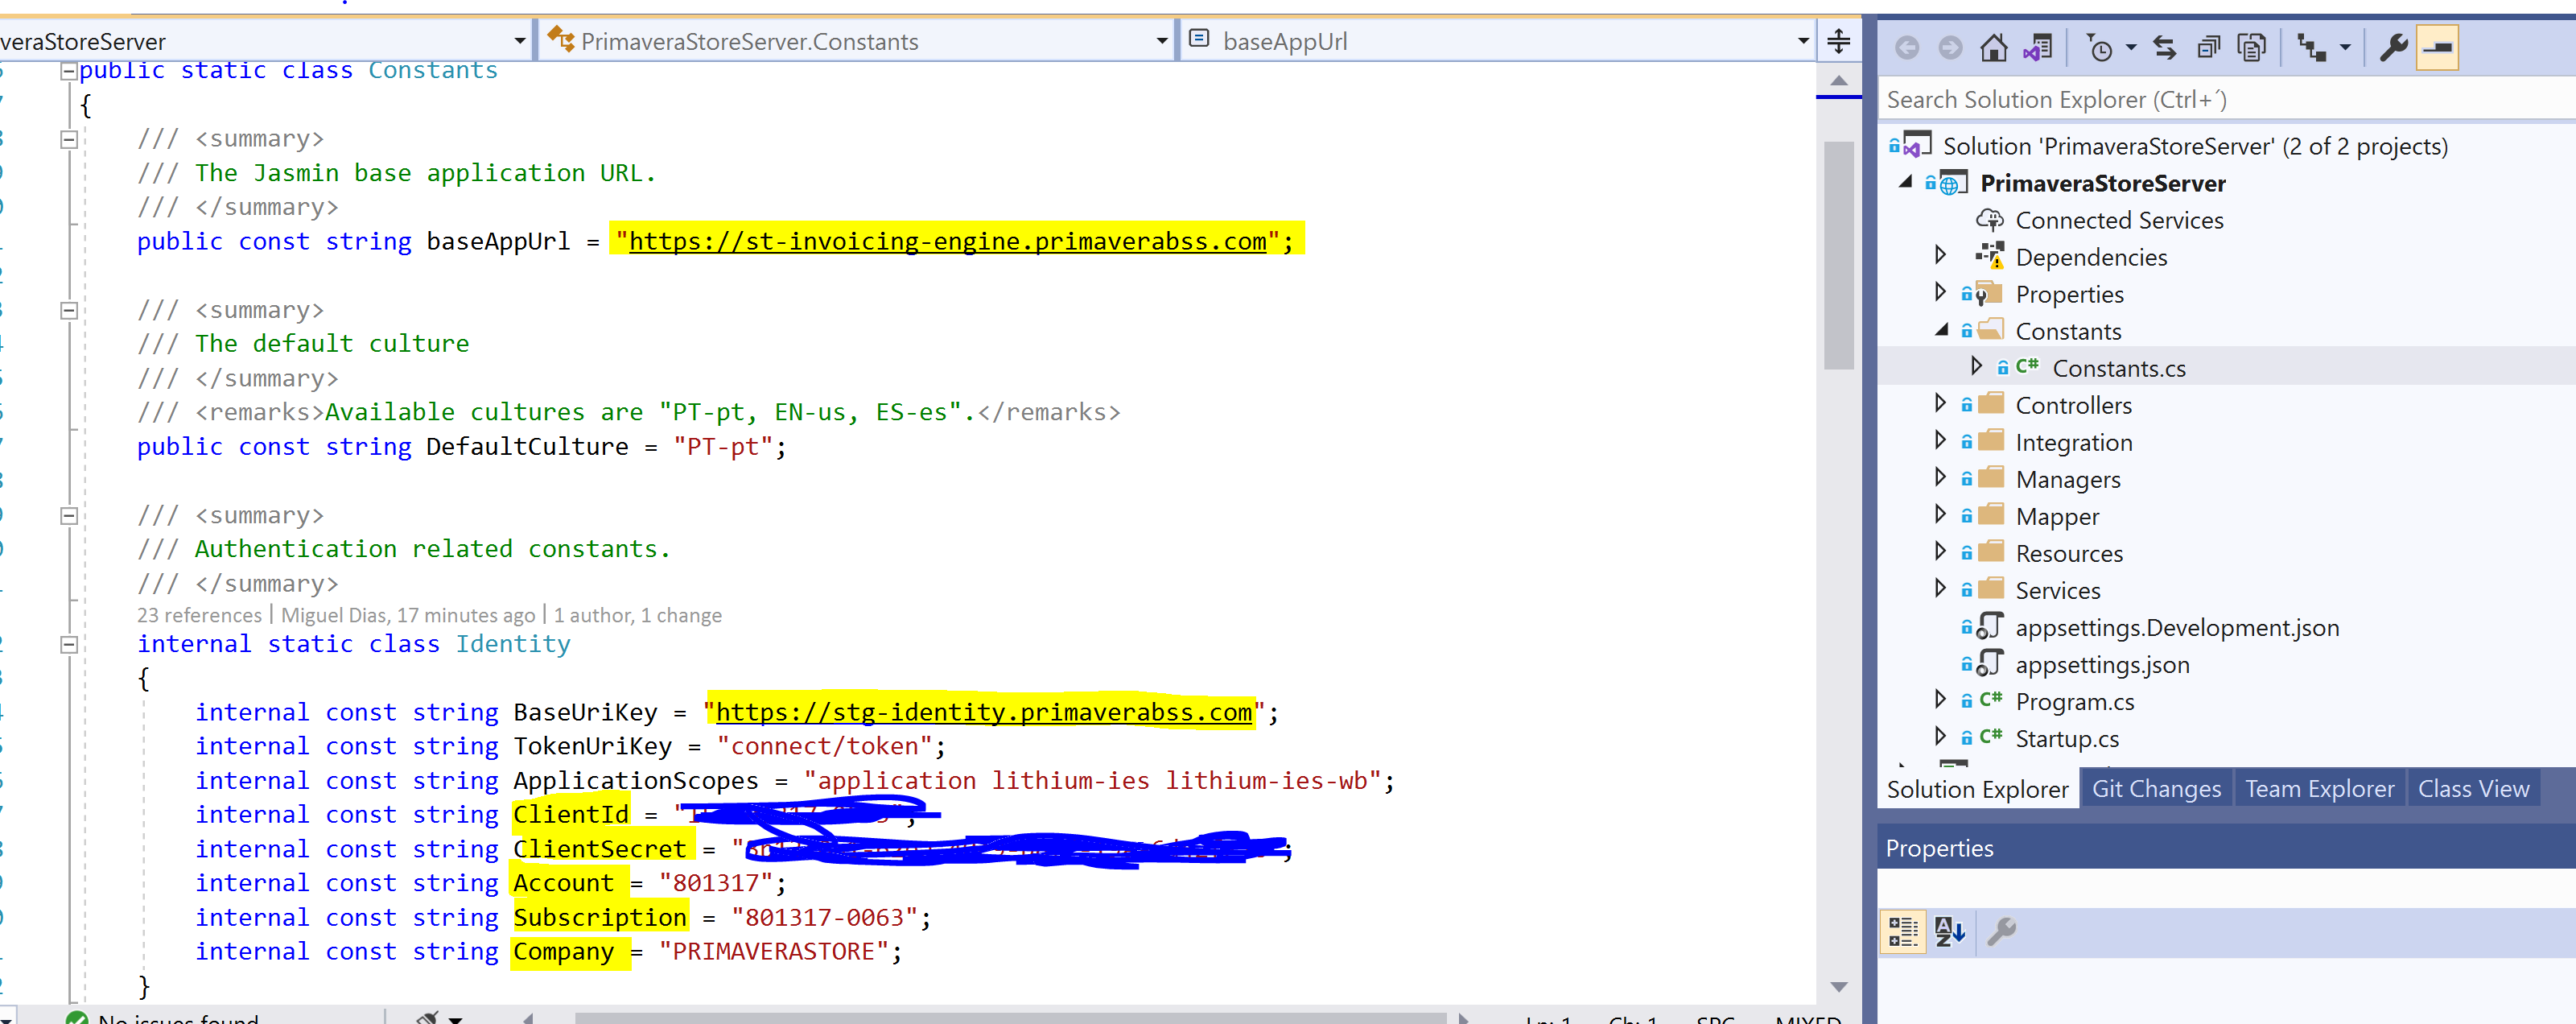 veraStoreServer
PrimaveraStoreServer.Constants
baseAppUrl
public static class Constants
{
/// <summary>
/// The Jasmin base application URL.
/// </summary>
public const string baseAppUrl = "https://st-invoicing-engine.primaverabss.com";
/// <summary>
/// The default culture
/// </summary>
/// <remarks>Available cultures are "PT-pt, EN-us, ES-es".</remarks>
public const string DefaultCulture = "PT-pt";
/// <summary>
/// Authentication related constants.
/// </summary>
23 references | Miguel Dias, 17 minutes ago | 1 author, 1 change
internal static class Identity
{
internal const string BaseUriKey = "https://stg-identity.primaverabss.com";
internal const string TokenUriKey = "connect/token";
internal const string ApplicationScopes = "application lithium-ies lithium-ies-wb";
internal const string ClientId = "
internal const string ClientSecret = "
internal const string Account = "801317";
internal const string Subscription = "801317-0063";
internal const string Company = "PRIMAVERASTORE";
}
No issues found
Ln: 1 Ch: 1 SPC MIXED
Search Solution Explorer (Ctrl+´)
Solution 'PrimaveraStoreServer' (2 of 2 projects)
PrimaveraStoreServer
Connected Services
Dependencies
Properties
Constants
C# Constants.cs
Controllers
Integration
Managers
Mapper
Resources
Services
appsettings.Development.json
appsettings.json
C# Program.cs
C# Startup.cs
Solution Explorer
Git Changes
Team Explorer
Class View
Properties